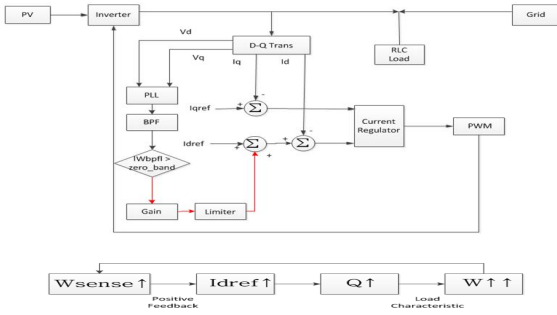 PV
Inverter
Grid
Vd
D-Q Trans
RLC
Load
Vq
Iq
Id
PLL
-
Iqref
+
Σ
BPF
Current
Regulator
PWM
Idref
+
Σ
+
+
-
Σ
|Wbpf| >
zero_band
Gain
Limiter
Wsense↑
Idref↑
Q↑
W↑↑
Positive
Feedback
Load
Characteristic